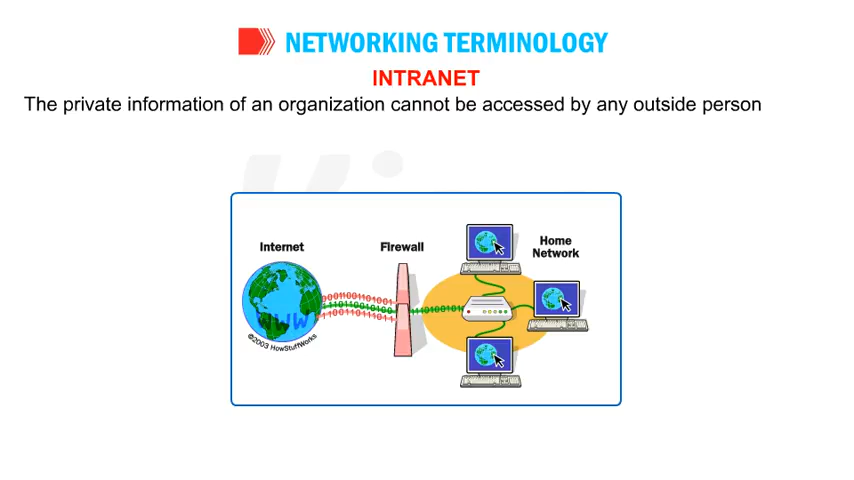 NETWORKING TERMINOLOGY
INTRANET
The private information of an organization cannot be accessed by any outside person
Internet
Firewall
Home
Network
WWW
©2003 HowStuffWorks